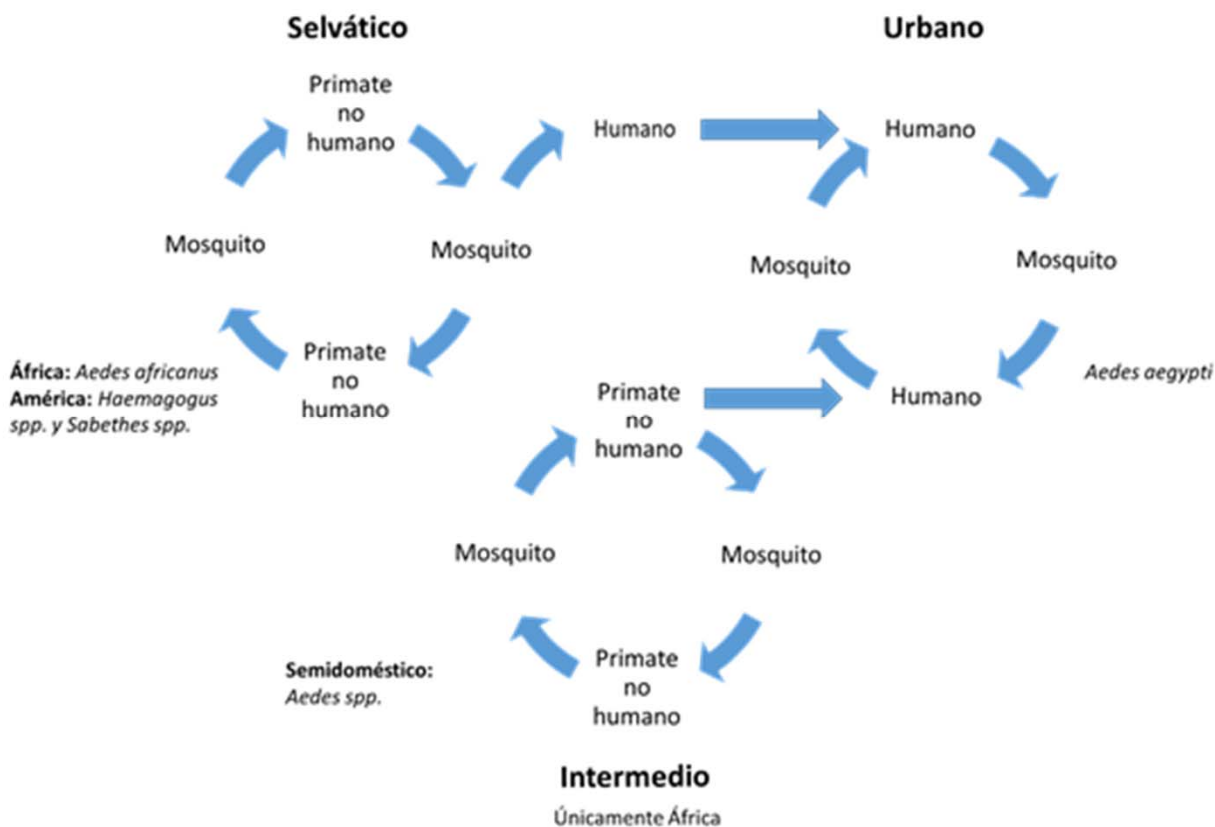 Selvático
Urbano
Primate
no
humano
Humano
Humano
Mosquito
Mosquito
Mosquito
Mosquito
Primate
no
humano
África: Aedes africanus
América: Haemagogus
spp. y Sabethes spp.
Primate
no
humano
Humano
Aedes aegypti
Mosquito
Mosquito
Primate
no
humano
Semidoméstico:
Aedes spp.
Intermedio
Únicamente África